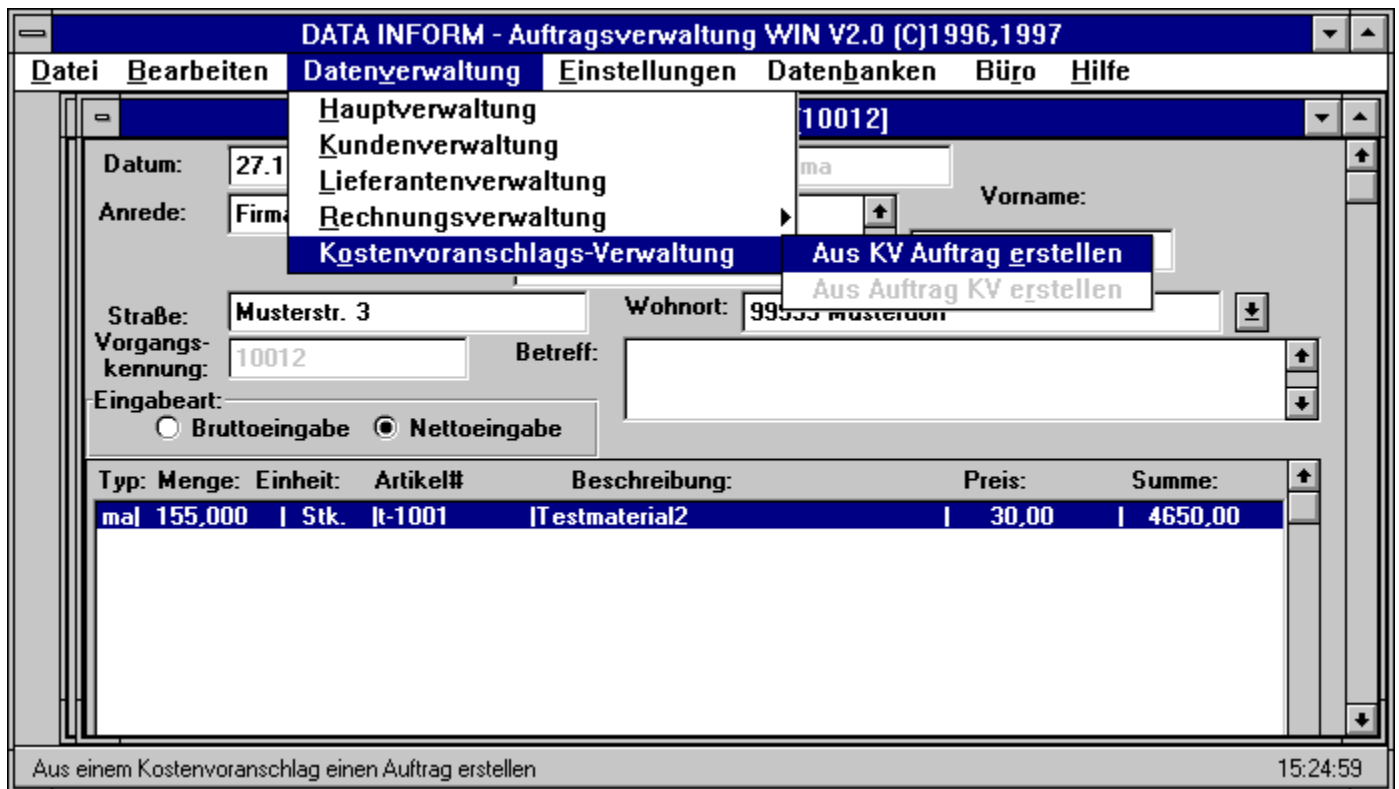 DATA INFORM - Auftragsverwaltung WIN V2.0 (C)1996,1997
Datei Bearbeiten Datenverwaltung Einstellungen Datenbanken Büro Hilfe
Hauptverwaltung
Kundenverwaltung
Lieferantenverwaltung
Rechnungsverwaltung
Kostenvoranschlags-Verwaltung
Aus KV Auftrag erstellen
Aus Auftrag KV erstellen
[10012]
Datum: 27.1
Anrede: Firma
Vorname:
Straße: Musterstr. 3 Wohnort: Musterdorf
Vorgangs-
kennung: 10012 Betreff:
Eingabeart:
Bruttoeingabe Nettoeingabe
Typ: Menge: Einheit: Artikel# Beschreibung: Preis: Summe:
ma| 155,000 | Stk. |t-1001 |Testmaterial2 | 30,00 | 4650,00
Aus einem Kostenvoranschlag einen Auftrag erstellen 15:24:59